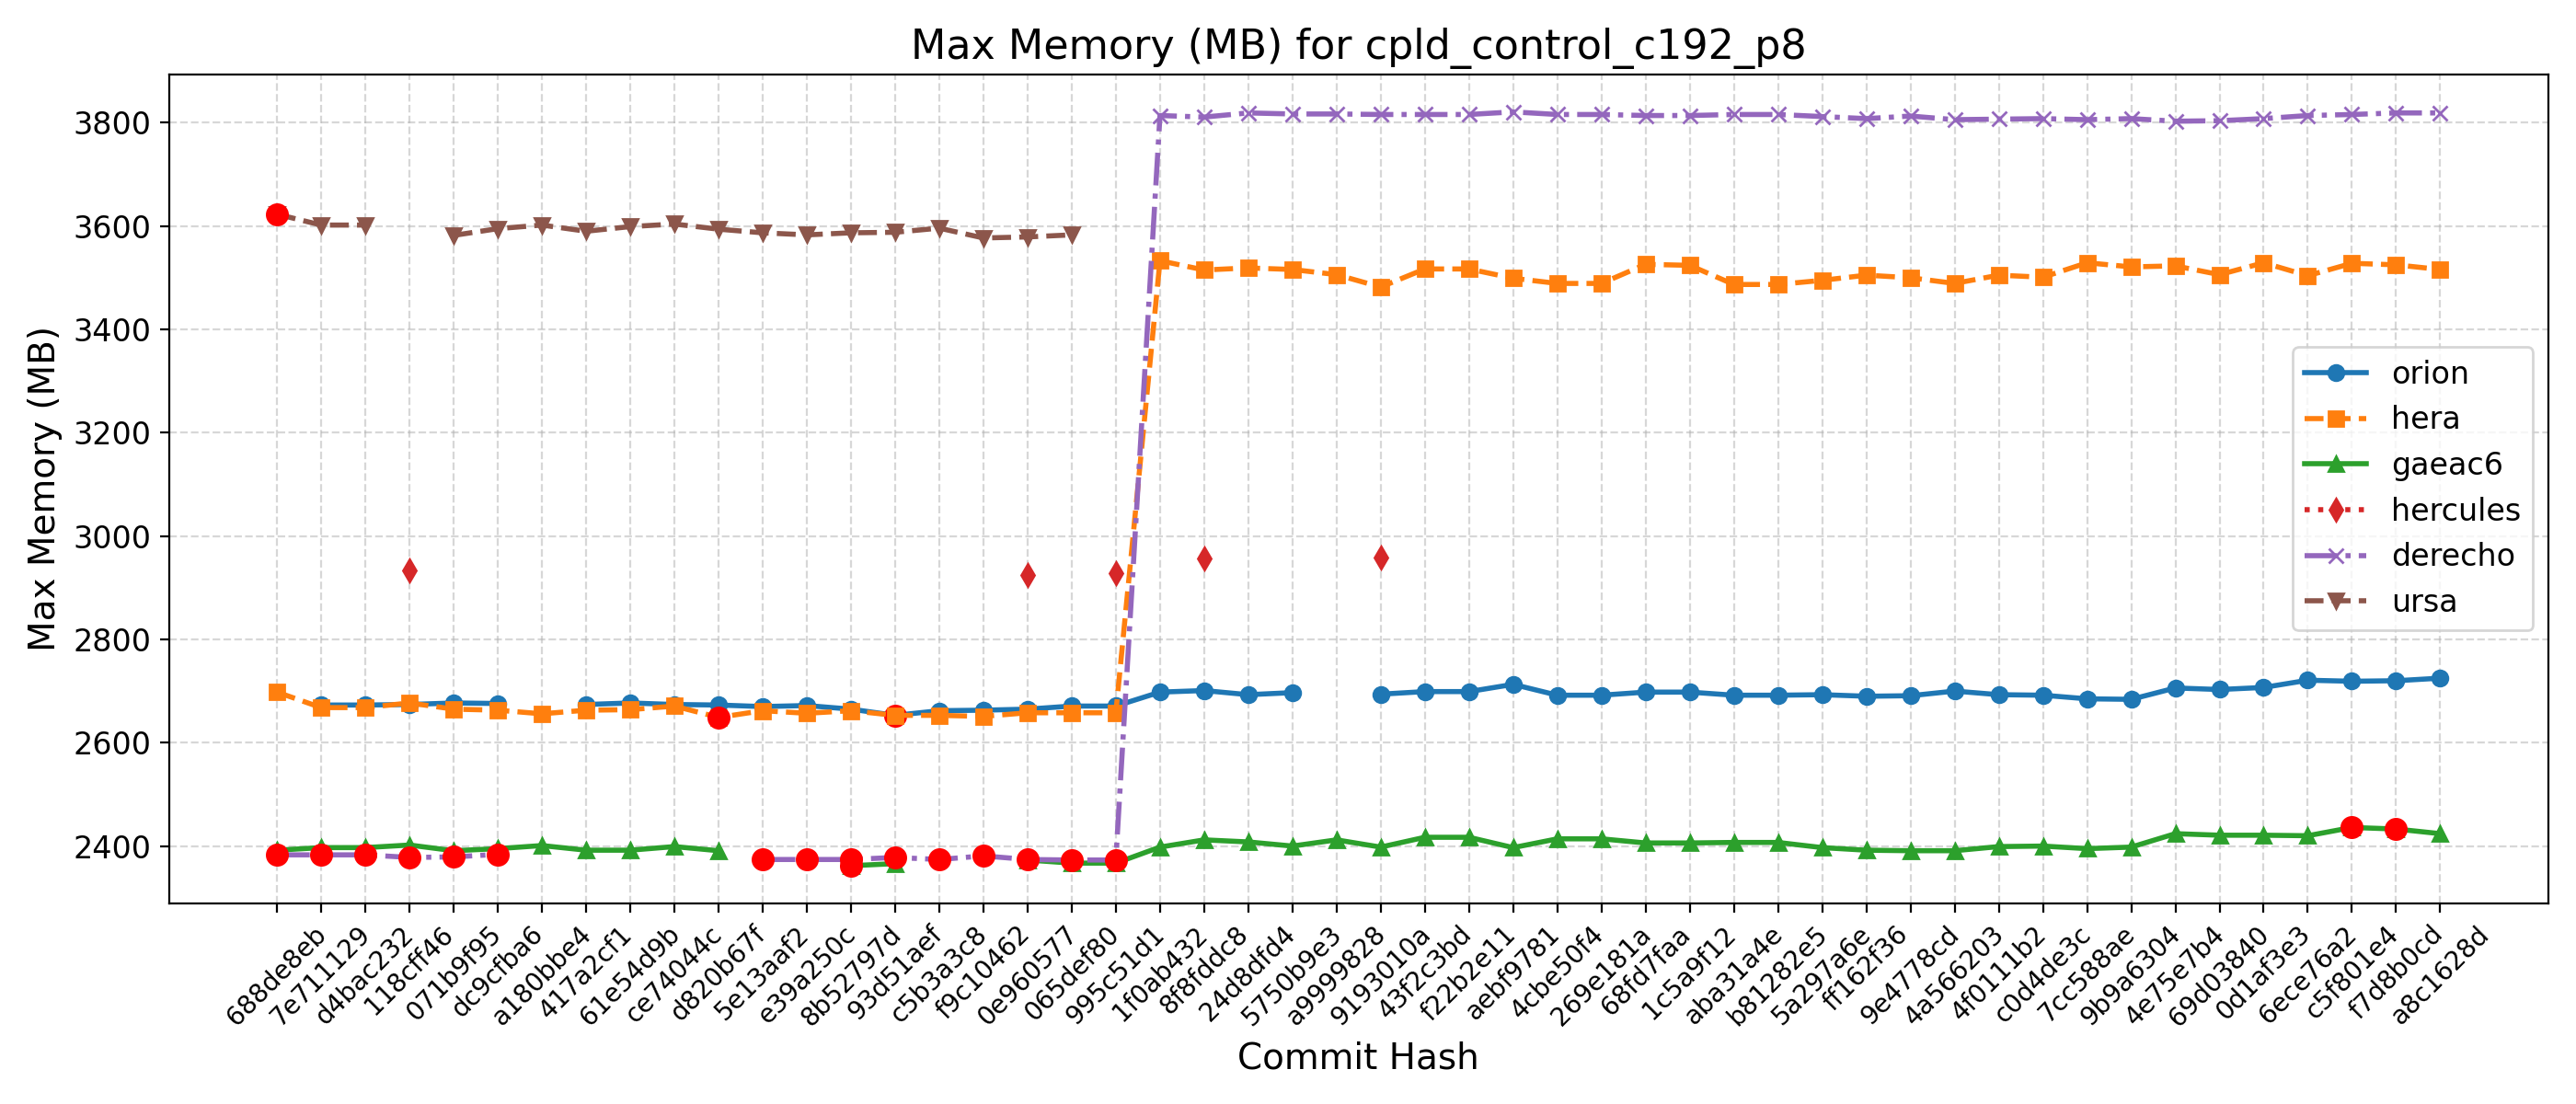 Max Memory (MB) for cpld_control_c192_p8
Max Memory (MB)
3800
3600
3400
3200
3000
2800
2600
2400
orion
hera
gaeac6
hercules
derecho
ursa
688de8eb
7e711129
d4bac232
118cff46
071b9f95
dc9cfba6
a180bbe4
417a2cf1
61e54d9b
ce74044c
d820b67f
5e13aaf2
e39a250c
8b52797d
93d51aef
c5b3a3c8
f9c10462
0e960577
065def80
995c51d1
1f0ab432
8f8fddc8
24d8dfd4
5750b9e3
a9999828
9193010a
43f2c3bd
f22b2e11
aebf9781
4cbe50f4
269e181a
68fd7faa
1c5a9f12
aba31a4e
b81282e5
5a297a6e
ff162f36
9e4778cd
4a566203
4f0111b2
c0d4de3c
7cc588ae
9b9a6304
4e75e7b4
69d03840
0d1af3e3
6ece76a2
c5f801e4
f7d8b0cd
a8c1628d
Commit Hash